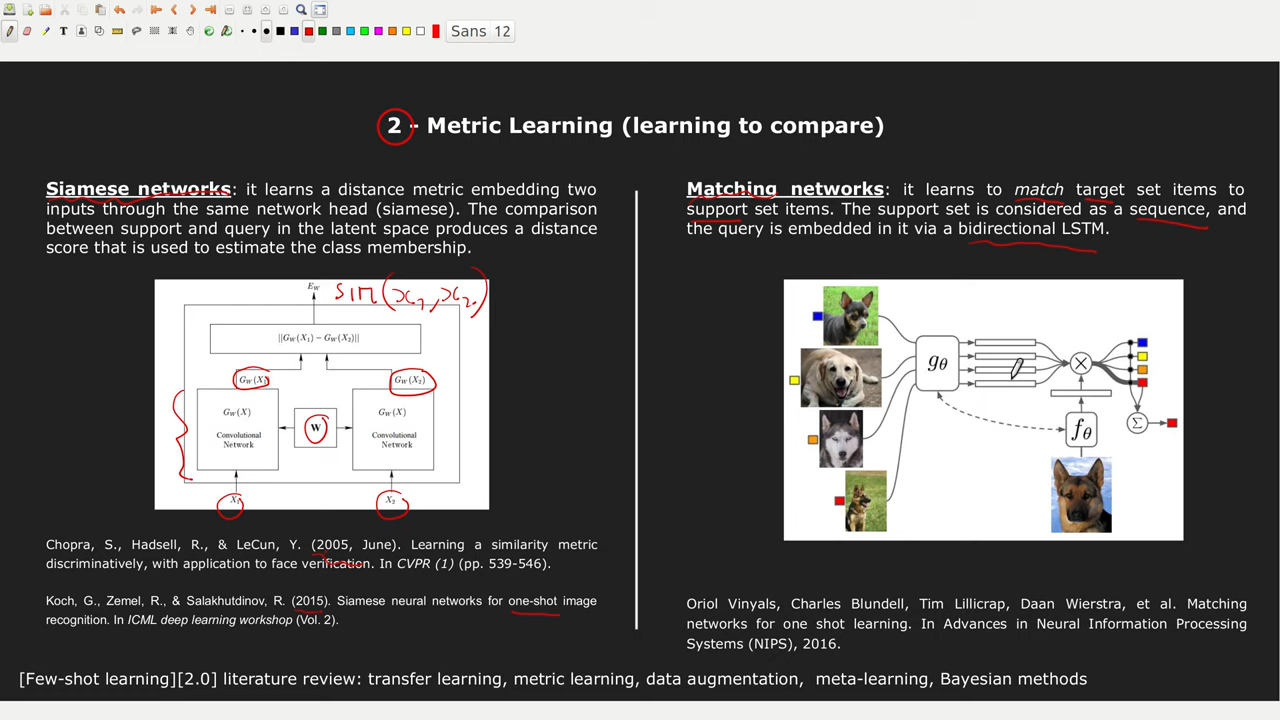 T
Sans 12
2 - Metric Learning (learning to compare)
Siamese networks: it learns a distance metric embedding two
inputs through the same network head (siamese). The comparison
between support and query in the latent space produces a distance
score that is used to estimate the class membership.
E_W
SIM(x₁, x₂)
||G_W(X₁) − G_W(X₂)||
G_W(X₁)
G_W(X₂)
G_W(X)
Convolutional
Network
W
G_W(X)
Convolutional
Network
X₁
X₂
Chopra, S., Hadsell, R., & LeCun, Y. (2005, June). Learning a similarity metric
discriminatively, with application to face verification. In CVPR (1) (pp. 539-546).
Koch, G., Zemel, R., & Salakhutdinov, R. (2015). Siamese neural networks for one-shot image
recognition. In ICML deep learning workshop (Vol. 2).
Matching networks: it learns to match target set items to
support set items. The support set is considered as a sequence, and
the query is embedded in it via a bidirectional LSTM.
gθ
fθ
Σ
Oriol Vinyals, Charles Blundell, Tim Lillicrap, Daan Wierstra, et al. Matching
networks for one shot learning. In Advances in Neural Information Processing
Systems (NIPS), 2016.
[Few-shot learning][2.0] literature review: transfer learning, metric learning, data augmentation, meta-learning, Bayesian methods